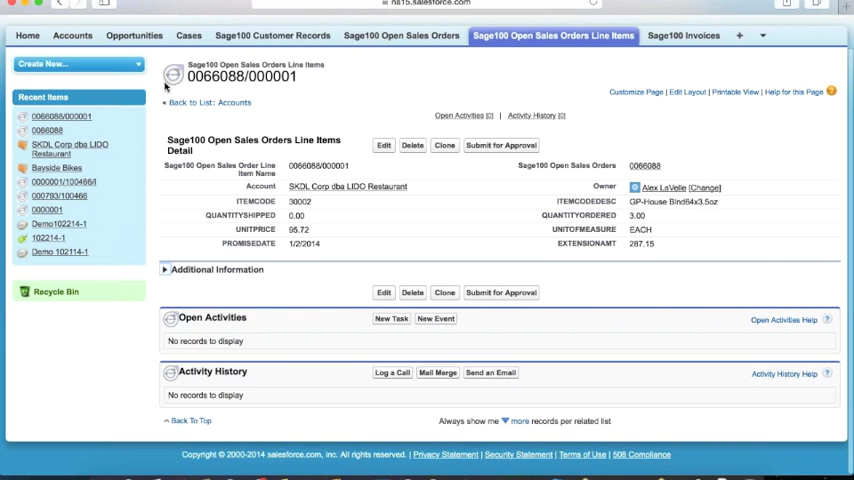 na15.salesforce.com
Home Accounts Opportunities Cases Sage100 Customer Records Sage100 Open Sales Orders Sage100 Open Sales Orders Line Items Sage100 Invoices +
Create New...
Recent Items
0066088/000001
0066088
SKDL Corp dba LIDO
Restaurant
Bayside Bikes
0000001/100466/I
000793/100466
0000001
Demo102214-1
102214-1
Demo 102114-1
Recycle Bin
Sage100 Open Sales Orders Line Items
0066088/000001
« Back to List: Accounts
Customize Page | Edit Layout | Printable View | Help for this Page ?
Open Activities [0] | Activity History [0]
Sage100 Open Sales Orders Line Items
Detail
Edit Delete Clone Submit for Approval
Sage100 Open Sales Order Line
Item Name
0066088/000001
Sage100 Open Sales Orders 0066088
Account SKDL Corp dba LIDO Restaurant
Owner Alex LaVelle [Change]
ITEMCODE 30002
ITEMCODEDESC GP-House Blnd64x3.5oz
QUANTITYSHIPPED 0.00
QUANTITYORDERED 3.00
UNITPRICE 95.72
UNITOFMEASURE EACH
PROMISEDATE 1/2/2014
EXTENSIONAMT 287.15
Additional Information
Edit Delete Clone Submit for Approval
Open Activities New Task New Event Open Activities Help ?
No records to display
Activity History Log a Call Mail Merge Send an Email Activity History Help ?
No records to display
Back To Top
Always show me more records per related list
Copyright © 2000-2014 salesforce.com, inc. All rights reserved. | Privacy Statement | Security Statement | Terms of Use | 508 Compliance